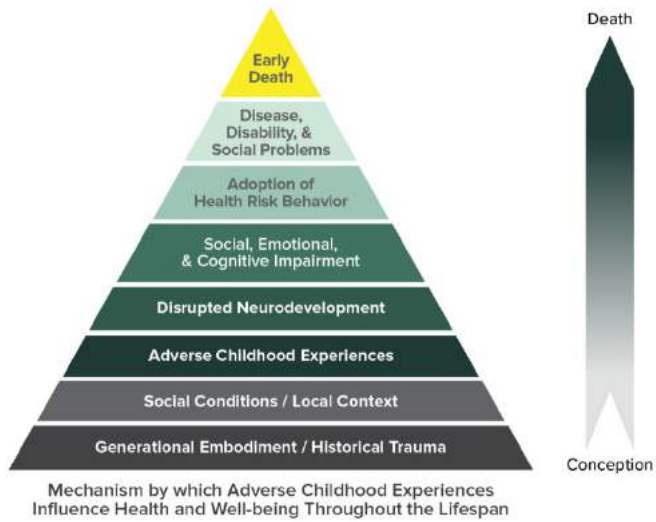 Death
Early
Death
Disease,
Disability, &
Social Problems
Adoption of
Health Risk Behavior
Social, Emotional,
& Cognitive Impairment
Disrupted Neurodevelopment
Adverse Childhood Experiences
Social Conditions / Local Context
Generational Embodiment / Historical Trauma
Conception
Mechanism by which Adverse Childhood Experiences
Influence Health and Well-being Throughout the Lifespan